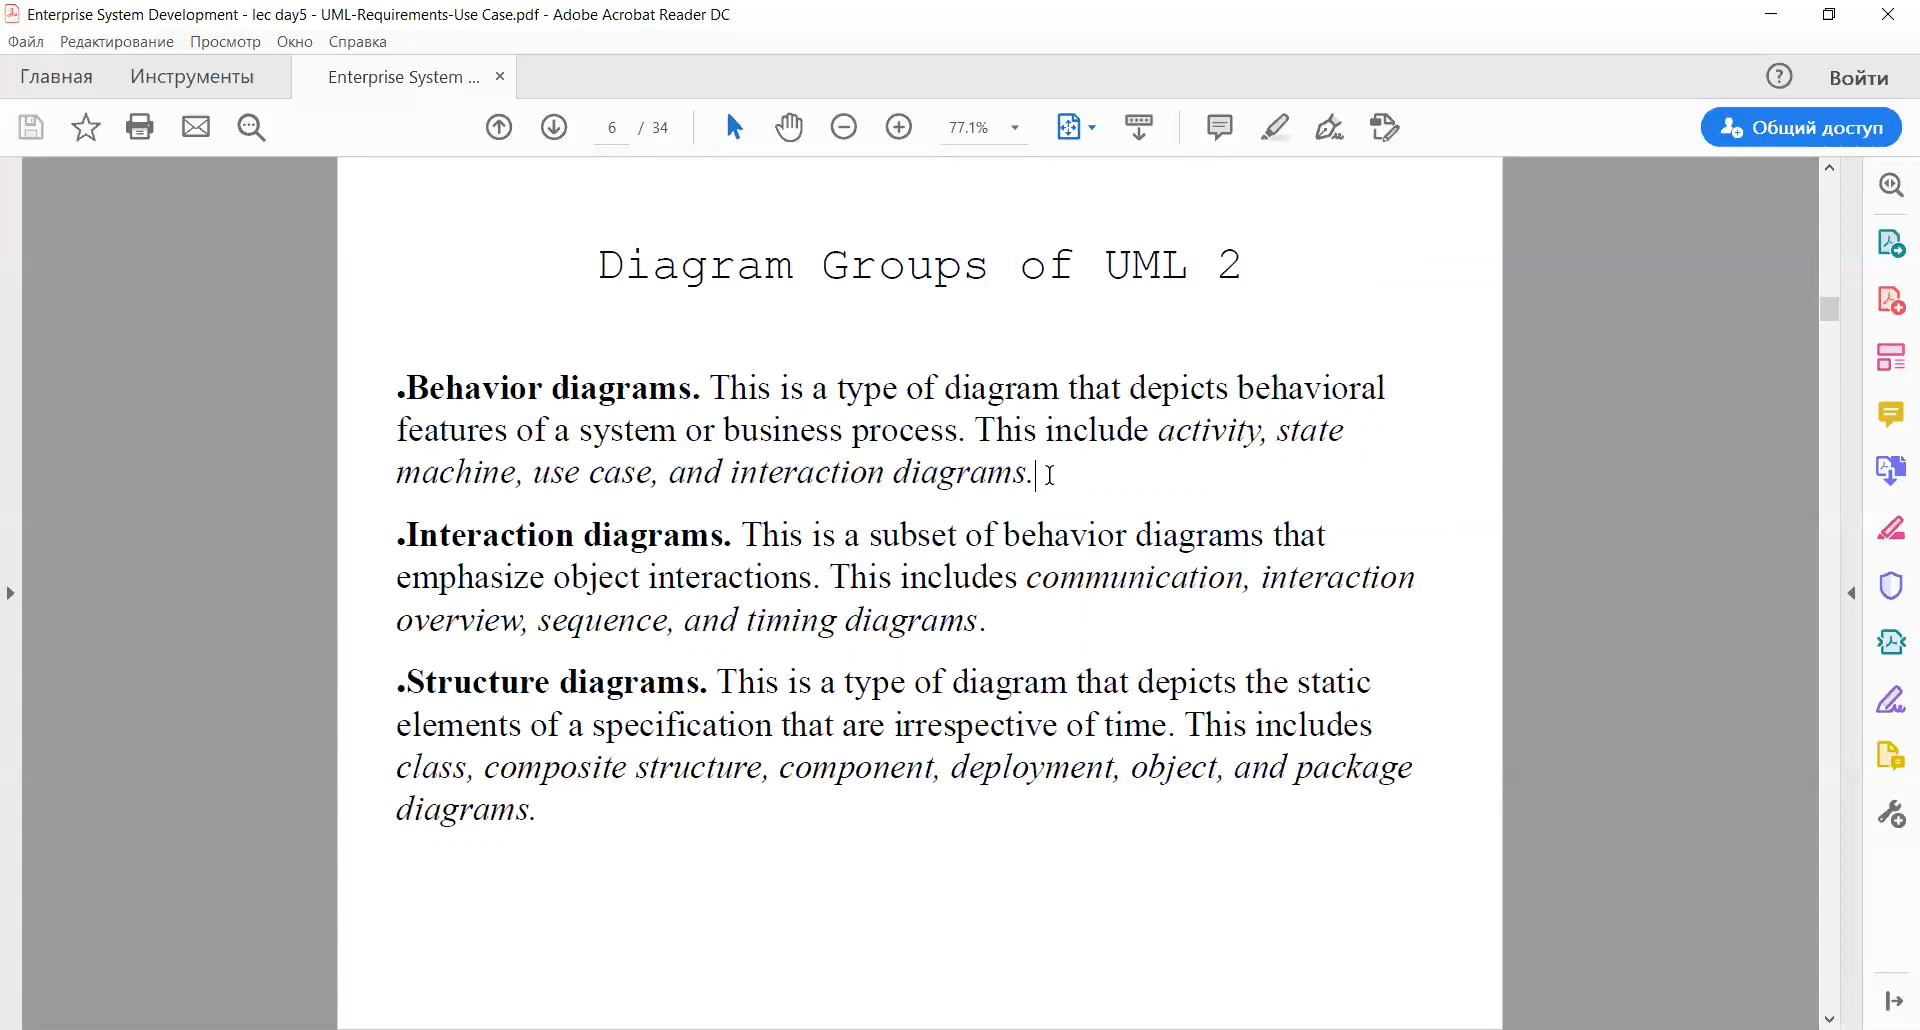 Enterprise System Development - lec day5 - UML-Requirements-Use Case.pdf - Adobe Acrobat Reader DC
Файл Редактирование Просмотр Окно Справка
Главная Инструменты Enterprise System ... Войти
6 / 34 77.1% Общий доступ
Diagram Groups of UML 2
.Behavior diagrams. This is a type of diagram that depicts behavioral
features of a system or business process. This include activity, state
machine, use case, and interaction diagrams.
.Interaction diagrams. This is a subset of behavior diagrams that
emphasize object interactions. This includes communication, interaction
overview, sequence, and timing diagrams.
.Structure diagrams. This is a type of diagram that depicts the static
elements of a specification that are irrespective of time. This includes
class, composite structure, component, deployment, object, and package
diagrams.